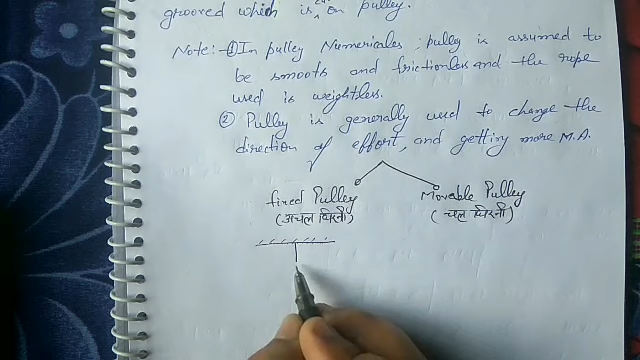 grooved which is on pulley.
Note:- ① In pulley Numericales, pulley is assumed to
be smooth and frictionless and the rope
used is weightless.
② Pulley is generally used to change the
direction of effort, and getting more M.A.
fixed Pulley Movable Pulley
(अचल घिरनी) (चल घिरनी)